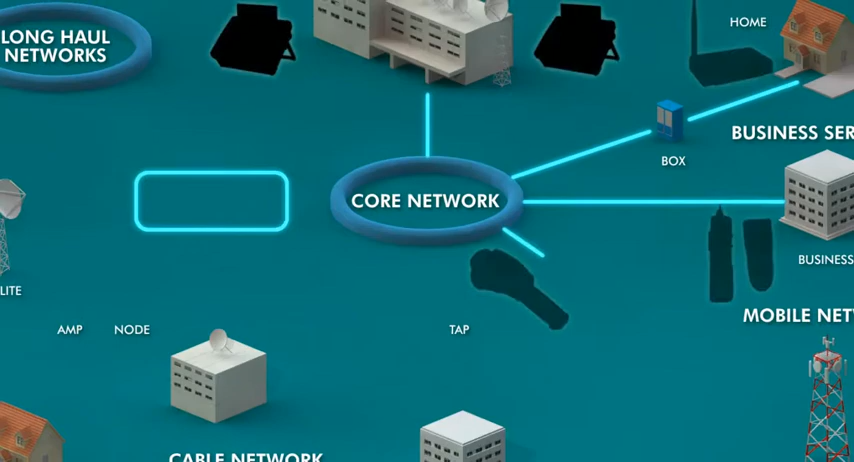 LONG HAUL
NETWORKS
HOME
BUSINESS SER
BOX
CORE NETWORK
BUSINESS
LITE
MOBILE NET
AMP
NODE
TAP
CABLE NETWORK